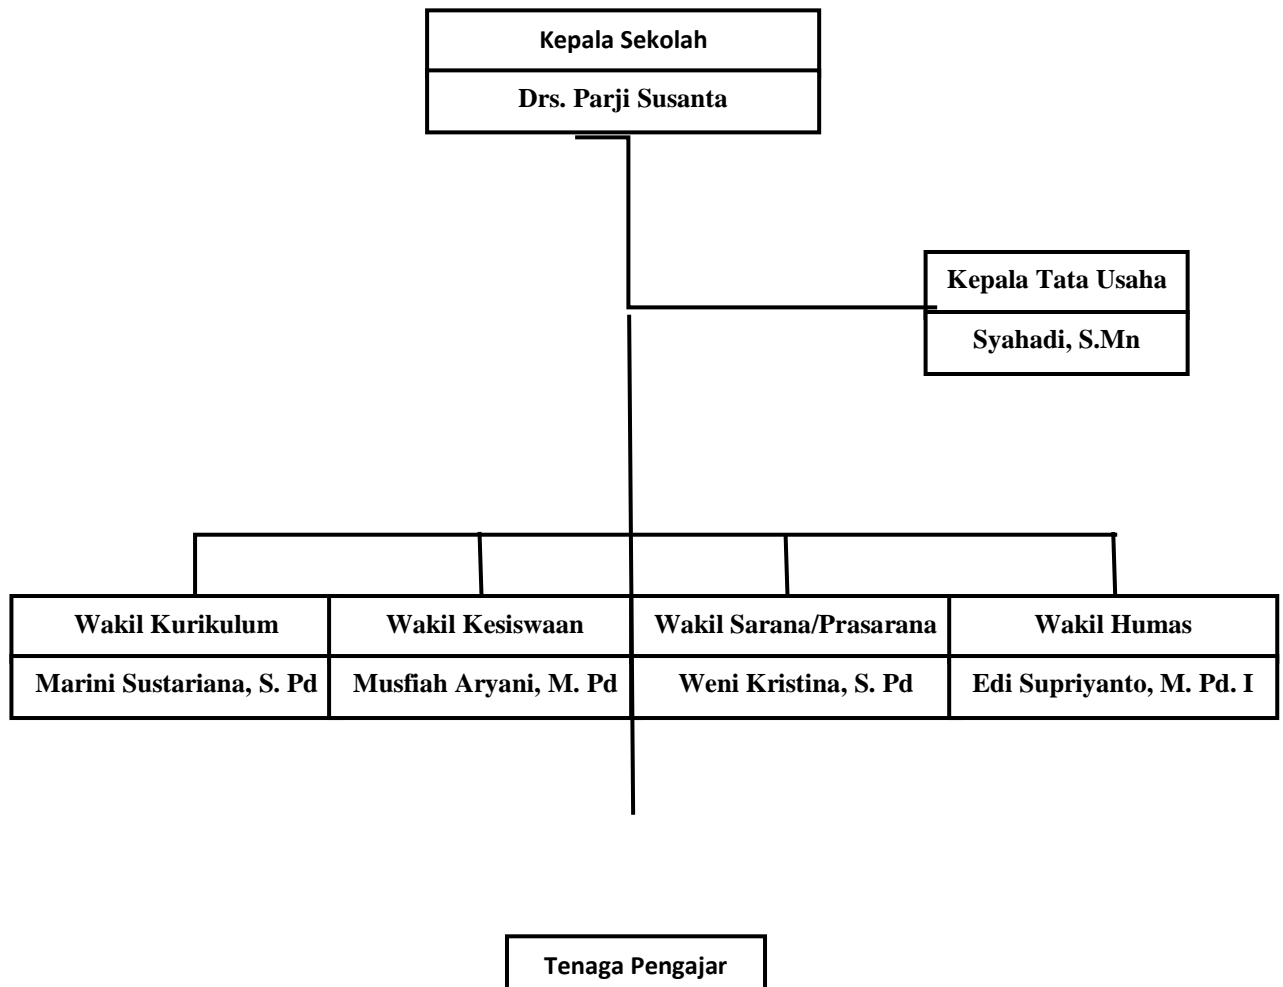 Kepala Sekolah
Drs. Parji Susanta
Kepala Tata Usaha
Syahadi, S.Mn
Wakil Kurikulum
Wakil Kesiswaan
Wakil Sarana/Prasarana
Wakil Humas
Marini Sustariana, S. Pd
Musfiah Aryani, M. Pd
Weni Kristina, S. Pd
Edi Supriyanto, M. Pd. I
Tenaga Pengajar